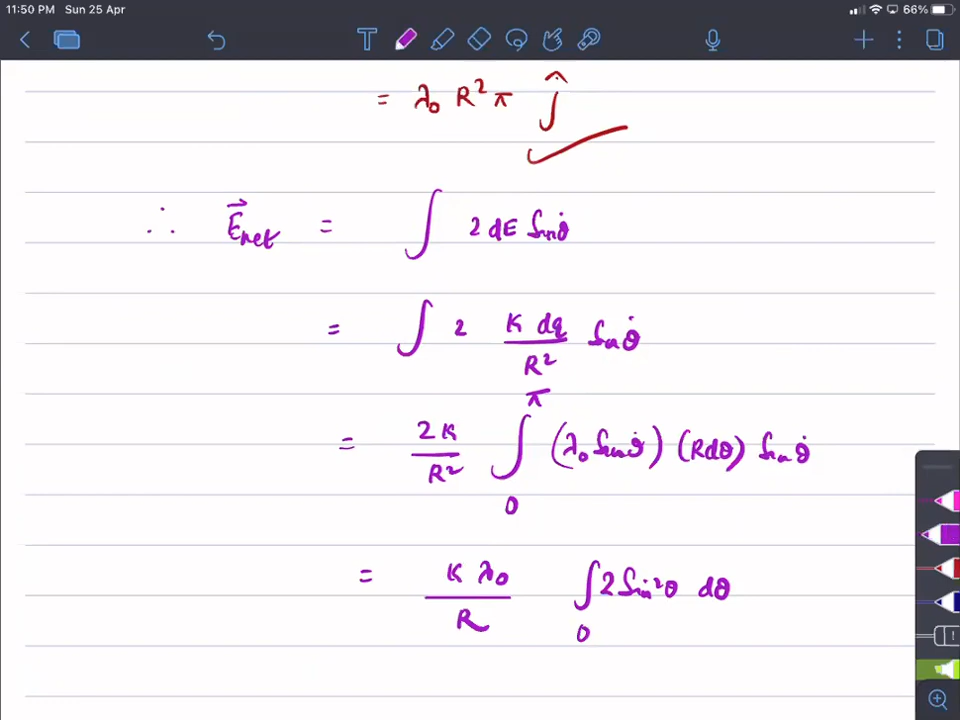 11:50 PM Sun 25 Apr 66%
T
= λ₀ R² π ĵ
∴ E⃗net = ∫ 2 dE Sinθ
= ∫ 2 K dq / R² Sinθ
= 2K / R² ∫₀^π (λ₀ Sinθ) (Rdθ) Sinθ
= K λ₀ / R ∫₀ 2 Sin²θ dθ